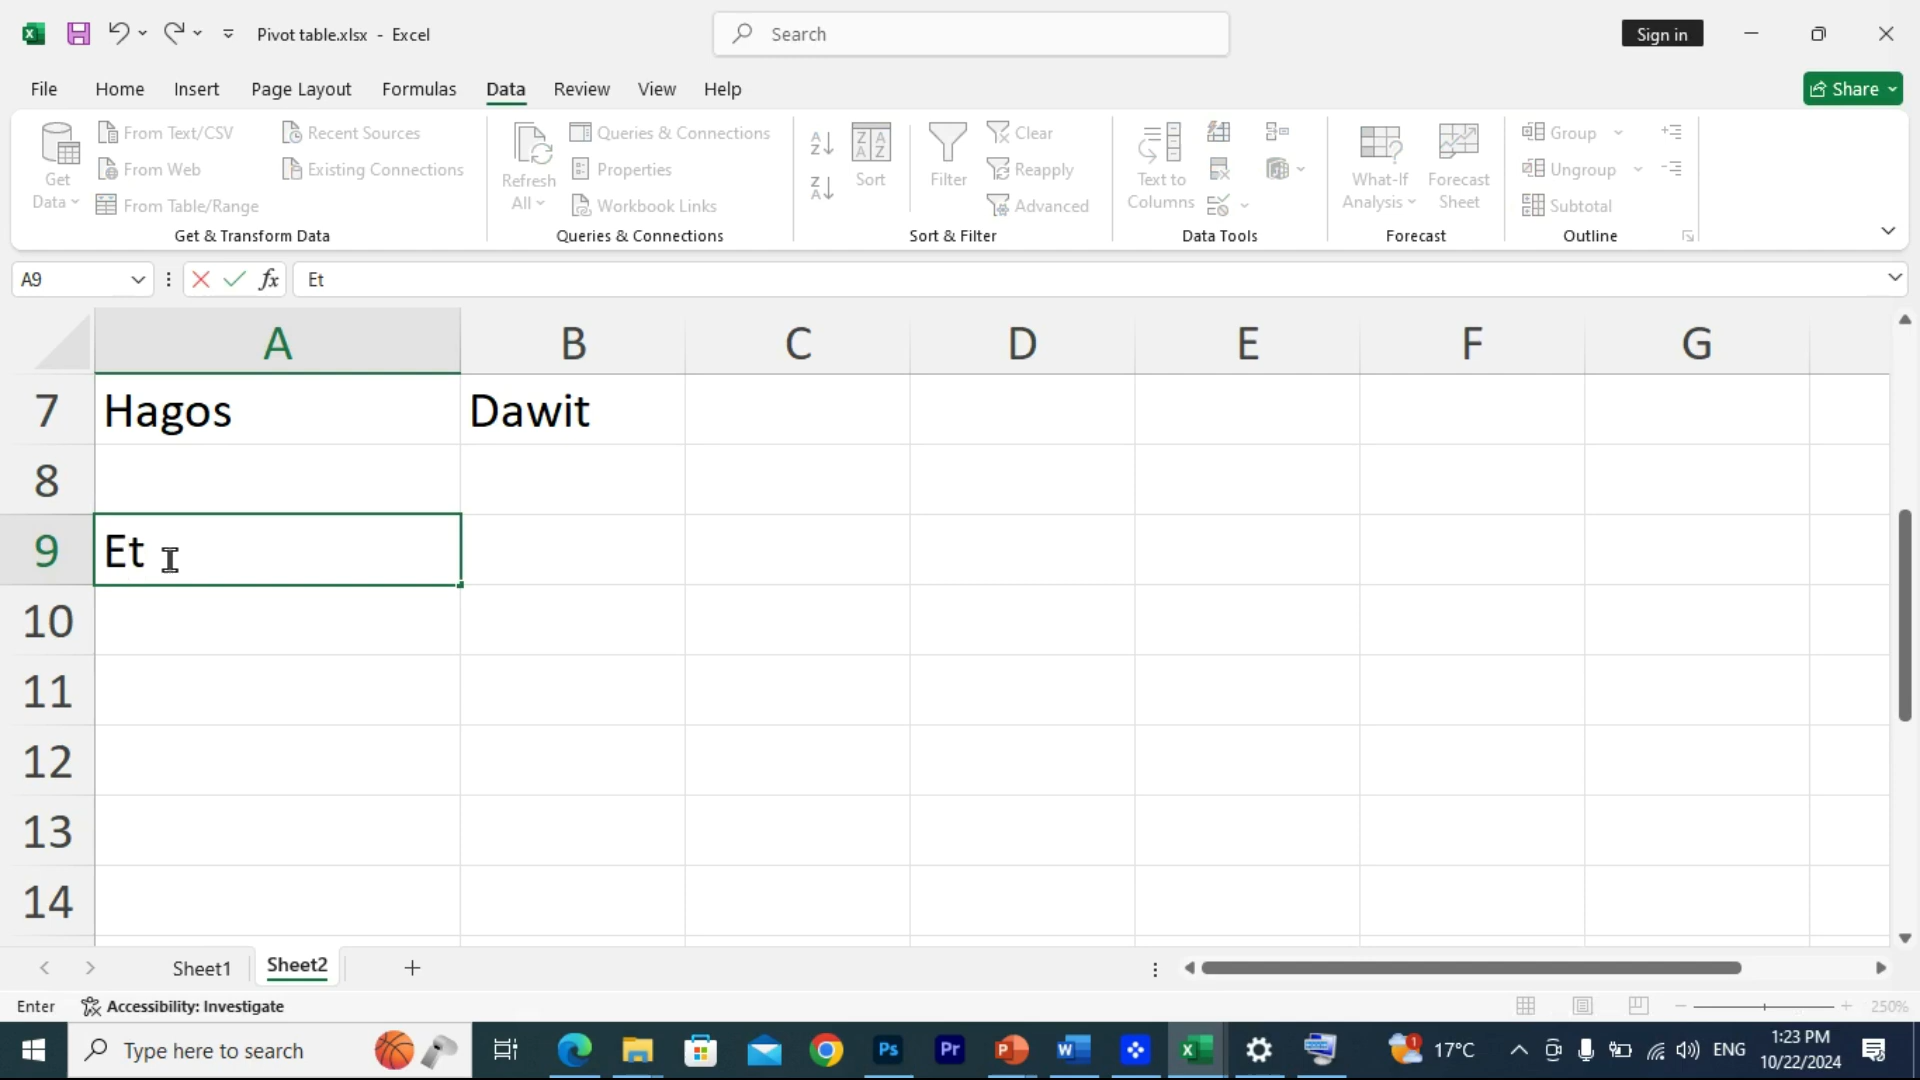 Pivot table.xlsx - Excel
Search
Sign in
File Home Insert Page Layout Formulas Data Review View Help
Share
Get Data
From Text/CSV
From Web
From Table/Range
Recent Sources
Existing Connections
Get & Transform Data
Refresh All
Queries & Connections
Properties
Workbook Links
Queries & Connections
Sort
Filter
Clear
Reapply
Advanced
Sort & Filter
Text to Columns
Data Tools
What-If Analysis
Forecast Sheet
Forecast
Group
Ungroup
Subtotal
Outline
A9 fx Et
A B C D E F G
7 Hagos Dawit
8
9 Et
10
11
12
13
14
Sheet1 Sheet2
Enter Accessibility: Investigate 250%
Type here to search
Ps Pr
17°C
ENG
1:23 PM
10/22/2024